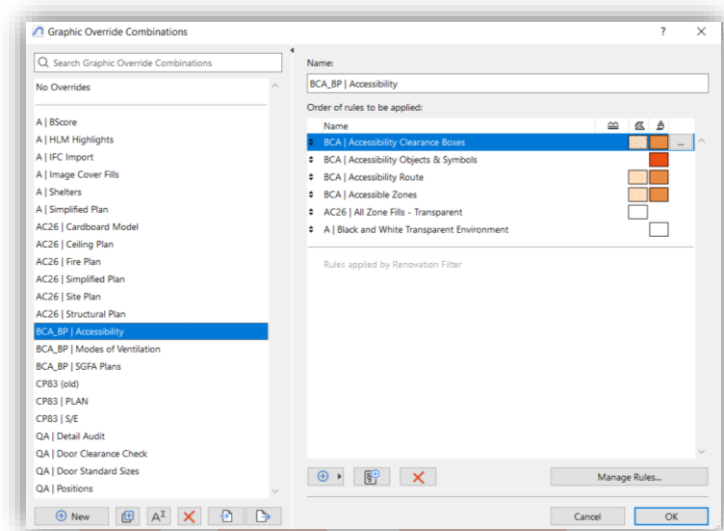 Graphic Override Combinations
Search Graphic Override Combinations
No Overrides
A | BScore
A | HLM Highlights
A | IFC Import
A | Image Cover Fills
A | Shelters
A | Simplified Plan
AC26 | Cardboard Model
AC26 | Ceiling Plan
AC26 | Fire Plan
AC26 | Simplified Plan
AC26 | Site Plan
AC26 | Structural Plan
BCA_BP | Accessibility
BCA_BP | Modes of Ventilation
BCA_BP | SGFA Plans
CP83 (old)
CP83 | PLAN
CP83 | S/E
QA | Detail Audit
QA | Door Clearance Check
QA | Door Standard Sizes
QA | Positions
New
Name:
BCA_BP | Accessibility
Order of rules to be applied:
Name
BCA | Accessibility Clearance Boxes
...
BCA | Accessibility Objects & Symbols
BCA | Accessibility Route
BCA | Accessible Zones
AC26 | All Zone Fills - Transparent
A | Black and White Transparent Environment
Rules applied by Renovation Filter
Manage Rules...
Cancel
OK